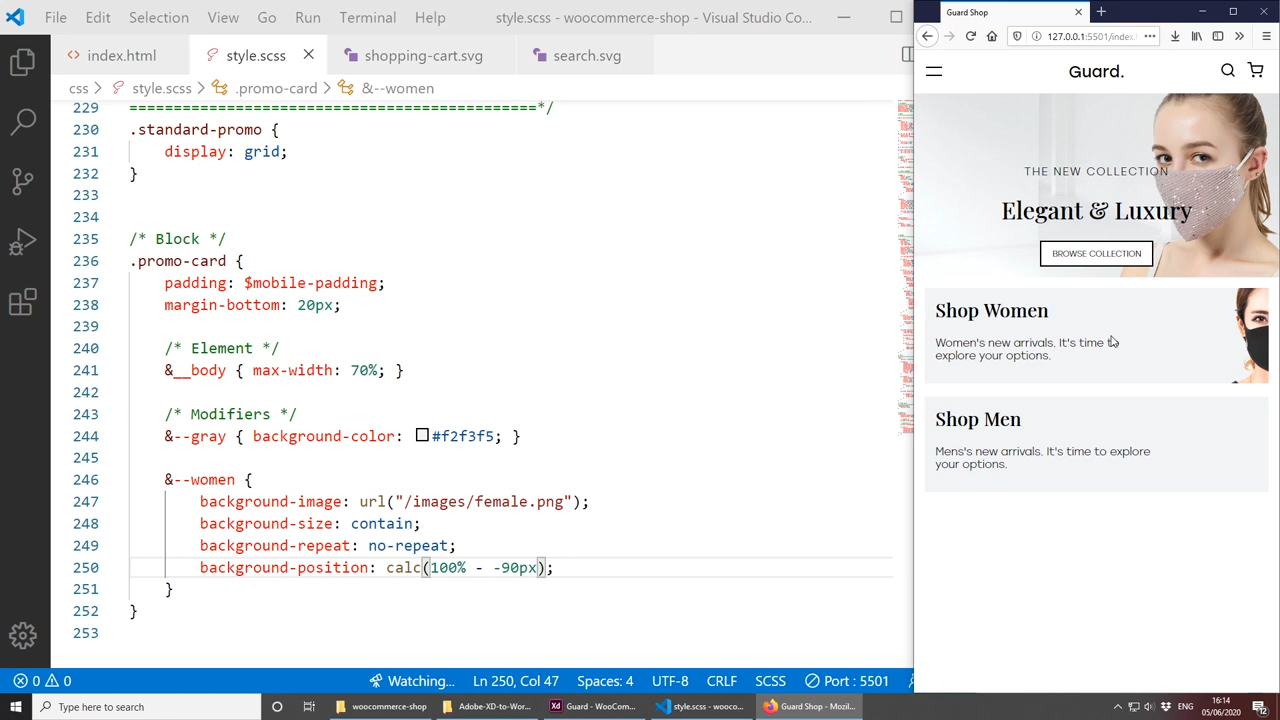 File Edit Selection View Go Run Terminal Help style.scss - woocommerce-shop - Visual Studio Co...
index.html style.scss shopping-cart.svg search.svg
css > style.scss > .promo-card > &--women
229 =============================================*/
230 .standard-promo {
231 display: grid;
232 }
233
234
235 /* Block */
236 .promo-card {
237 padding: $mobile-padding;
238 margin-bottom: 20px;
239
240 /* Element */
241 &__body { max-width: 70%; }
242
243 /* Modifiers */
244 &--gray { background-color: #f2f3f5; }
245
246 &--women {
247 background-image: url("/images/female.png");
248 background-size: contain;
249 background-repeat: no-repeat;
250 background-position: calc(100% - -90px);
251 }
252 }
253
0 0 Watching... Ln 250, Col 47 Spaces: 4 UTF-8 CRLF SCSS Port : 5501
Guard Shop
127.0.0.1:5501/index.
Guard.
THE NEW COLLECTION
Elegant & Luxury
BROWSE COLLECTION
Shop Women
Women's new arrivals. It's time to
explore your options.
Shop Men
Mens's new arrivals. It's time to explore
your options.
Type here to search woocommerce-shop Adobe-XD-to-Wor... Guard - WooCom... style.scss - wooco... Guard Shop - Mozil... ENG 16:14
05/06/2020 12